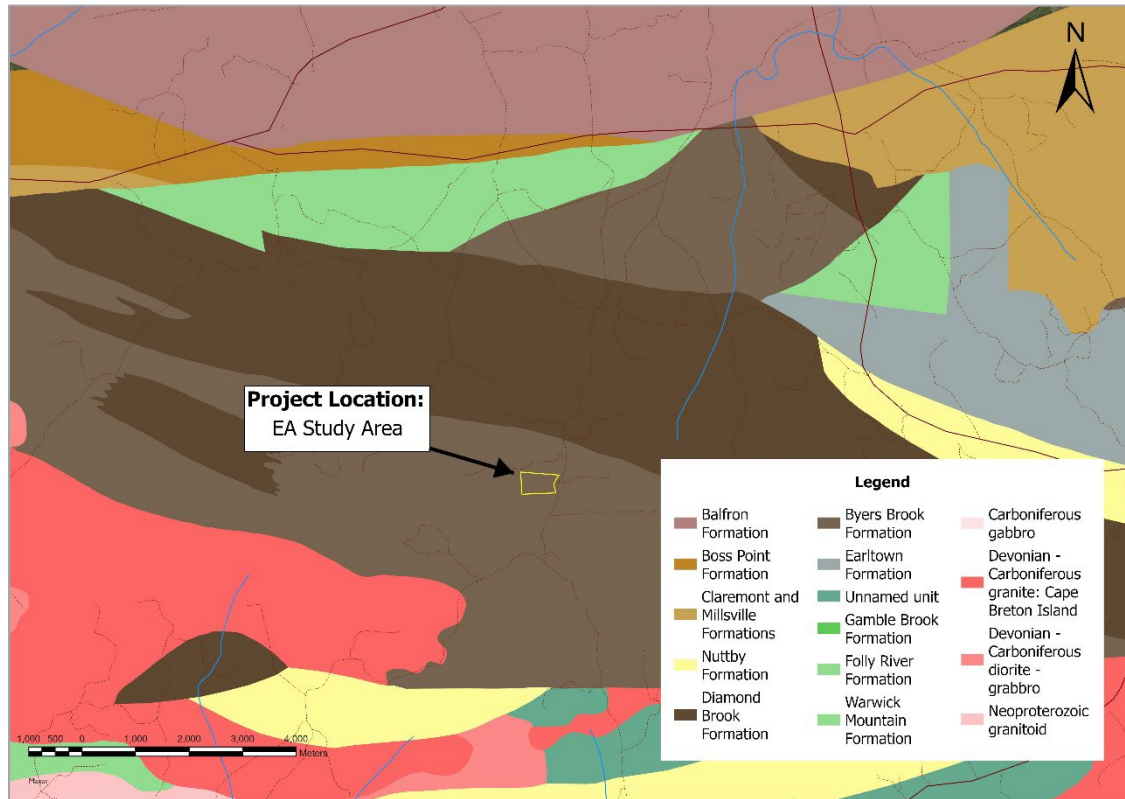 N
Project Location:
EA Study Area
Legend
Balfron
Formation
Boss Point
Formation
Claremont and
Millsville
Formations
Nuttby
Formation
Diamond
Brook
Formation
Byers Brook
Formation
Earltown
Formation
Unnamed unit
Gamble Brook
Formation
Folly River
Formation
Warwick
Mountain
Formation
Carboniferous
gabbro
Devonian -
Carboniferous
granite: Cape
Breton Island
Devonian -
Carboniferous
diorite -
grabbro
Neoproterozoic
granitoid
1,000 500 0 1,000 2,000 3,000 4,000
Meters